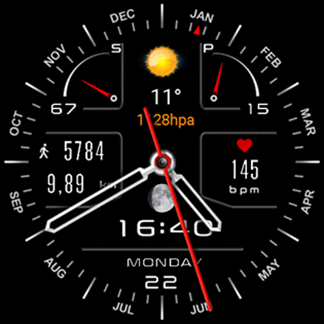 DEC JAN
NOV FEB
S P
67 15
11°
OCT MAR
5784
145
9,89
bpm
SEP APR
16:40
MONDAY
AUG MAY
22
JUL JUN